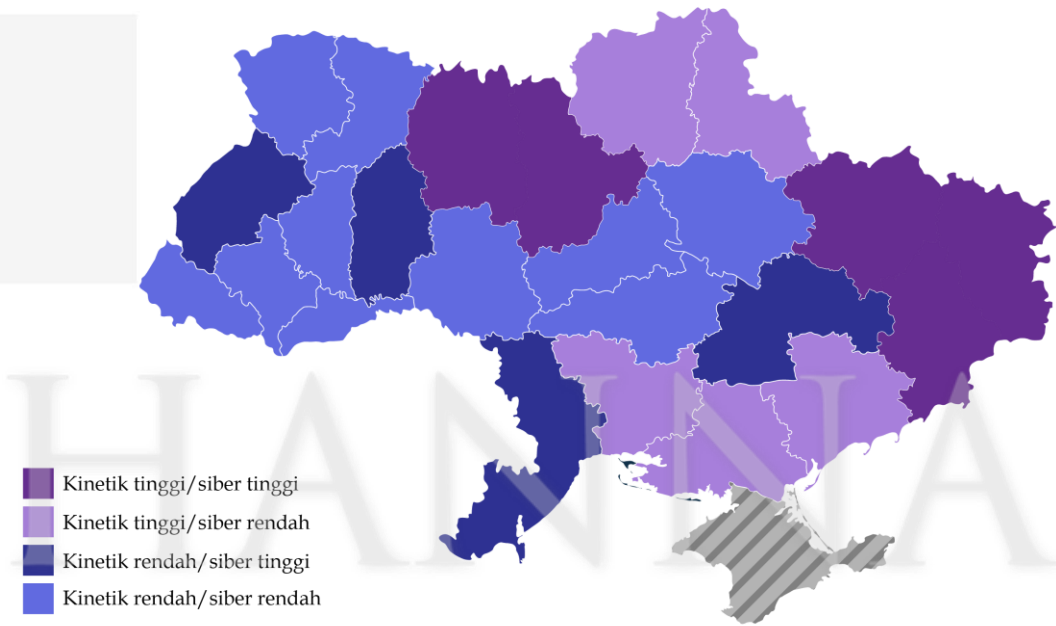 HANNA
Kinetik tinggi/siber tinggi
Kinetik tinggi/siber rendah
Kinetik rendah/siber tinggi
Kinetik rendah/siber rendah